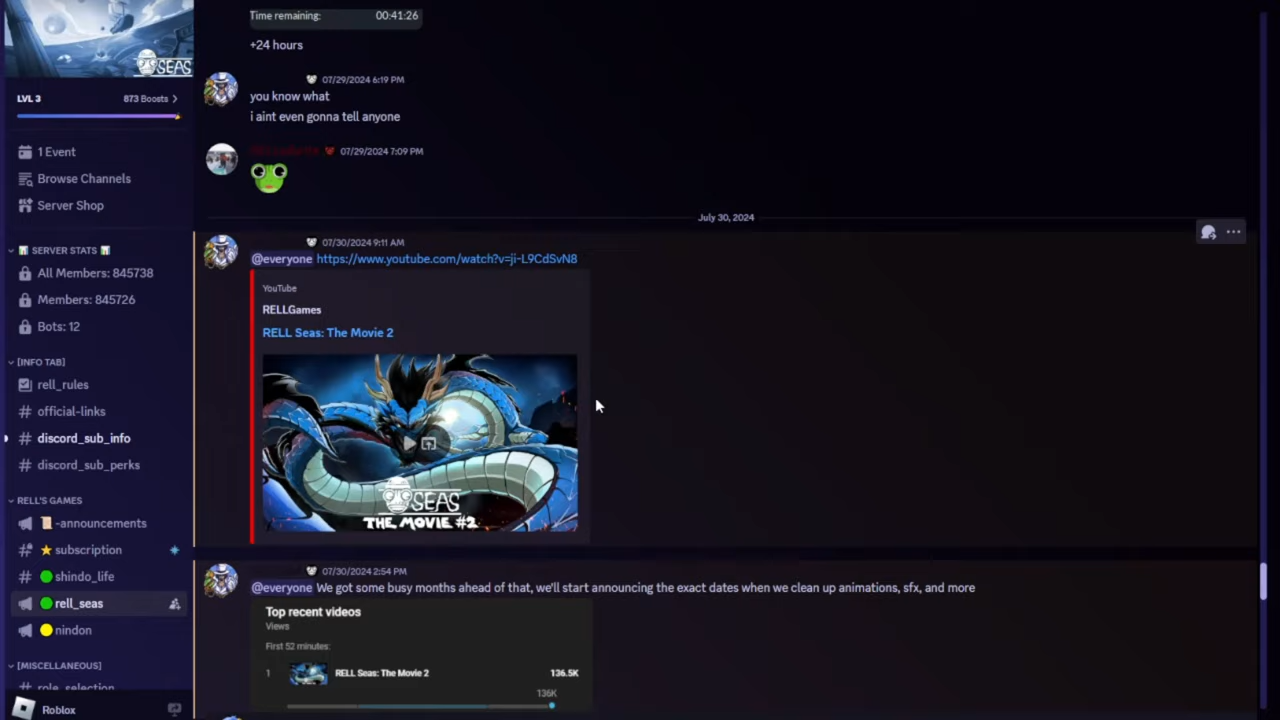 Time remaining: 00:41:26
+24 hours
SEAS
LVL 3 873 Boosts
07/29/2024 6:19 PM
you know what
i aint even gonna tell anyone
07/29/2024 7:09 PM
1 Event
Browse Channels
Server Shop
July 30, 2024
SERVER STATS
All Members: 845738
Members: 845726
Bots: 12
[INFO TAB]
rell_rules
official-links
discord_sub_info
discord_sub_perks
RELL'S GAMES
-announcements
subscription
shindo_life
rell_seas
nindon
[MISCELLANEOUS]
role_selection
Roblox
07/30/2024 9:11 AM
@everyone https://www.youtube.com/watch?v=ji-L9CdSvN8
YouTube
RELLGames
RELL Seas: The Movie 2
SEAS
THE MOVIE #2
07/30/2024 2:54 PM
@everyone We got some busy months ahead of that, we'll start announcing the exact dates when we clean up animations, sfx, and more
Top recent videos
Views
First 52 minutes:
1 RELL Seas: The Movie 2 136.5K
136K